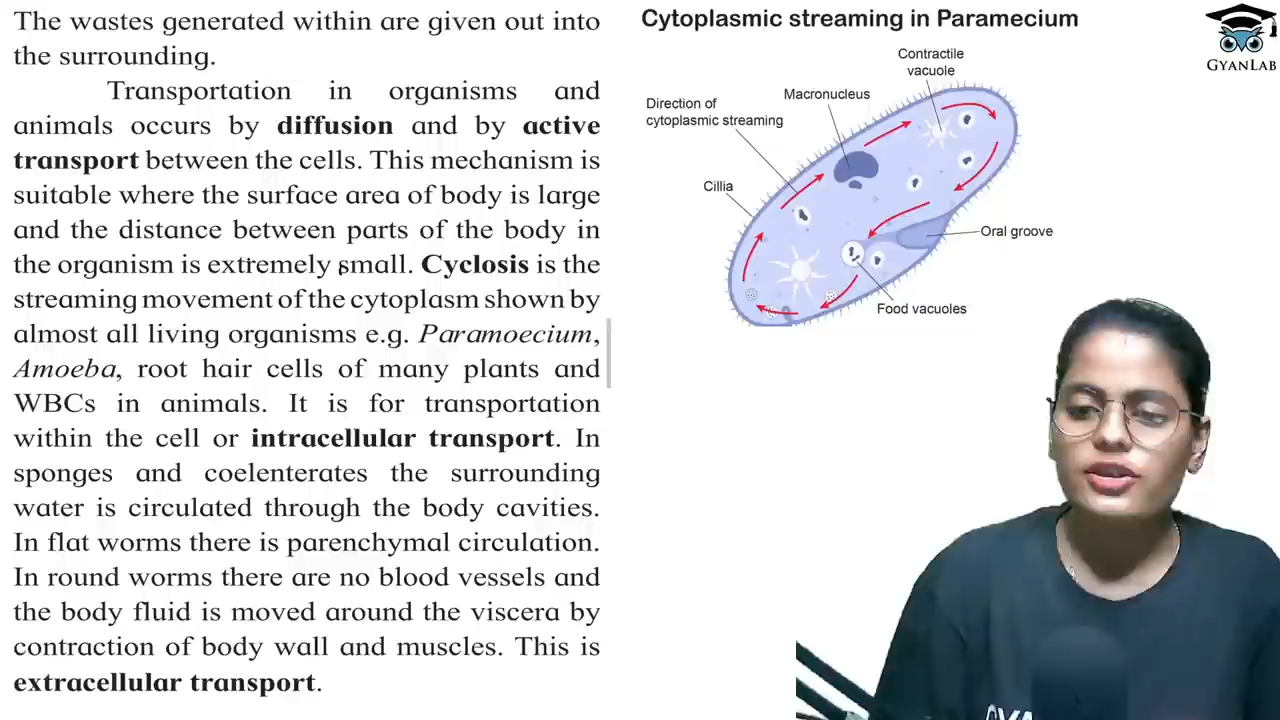 The wastes generated within are given out into
the surrounding.
Transportation in organisms and
animals occurs by diffusion and by active
transport between the cells. This mechanism is
suitable where the surface area of body is large
and the distance between parts of the body in
the organism is extremely small. Cyclosis is the
streaming movement of the cytoplasm shown by
almost all living organisms e.g. Paramoecium,
Amoeba, root hair cells of many plants and
WBCs in animals. It is for transportation
within the cell or intracellular transport. In
sponges and coelenterates the surrounding
water is circulated through the body cavities.
In flat worms there is parenchymal circulation.
In round worms there are no blood vessels and
the body fluid is moved around the viscera by
contraction of body wall and muscles. This is
extracellular transport.
Cytoplasmic streaming in Paramecium
Contractile
vacuole
Macronucleus
Direction of
cytoplasmic streaming
Cillia
Oral groove
Food vacuoles
GYANLAB